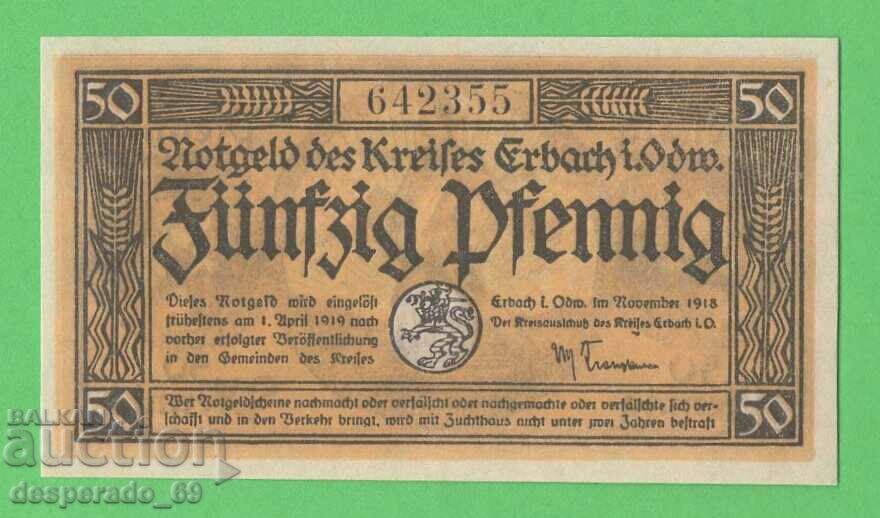 50 642355 50
Notgeld des Kreises Erbach i. Odw.
Fünfzig Pfennig
Dieses Notgeld wird eingelöst
frühestens am 1. April 1919 nach
vorher erfolgter Veröffentlichung
in den Gemeinden des Kreises
Erbach i. Odw. im November 1918
Der Kreisausschuß des Kreises Erbach i. O.
50 50
Wer Notgeldscheine nachmacht oder verfälscht oder nachgemachte oder verfälschte sich ver-
schafft und in den Verkehr bringt, wird mit Zuchthaus nicht unter zwei Jahren bestraft
BALKAN
auction
desperado_69